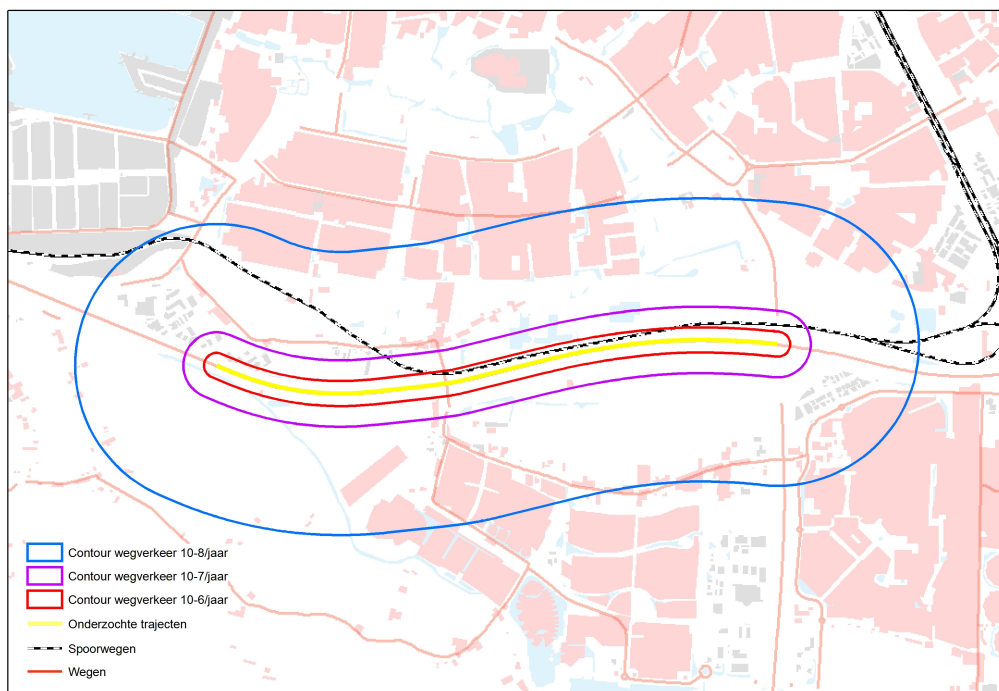 Contour wegverkeer 10-8/jaar
Contour wegverkeer 10-7/jaar
Contour wegverkeer 10-6/jaar
Onderzochte trajecten
Spoorwegen
Wegen